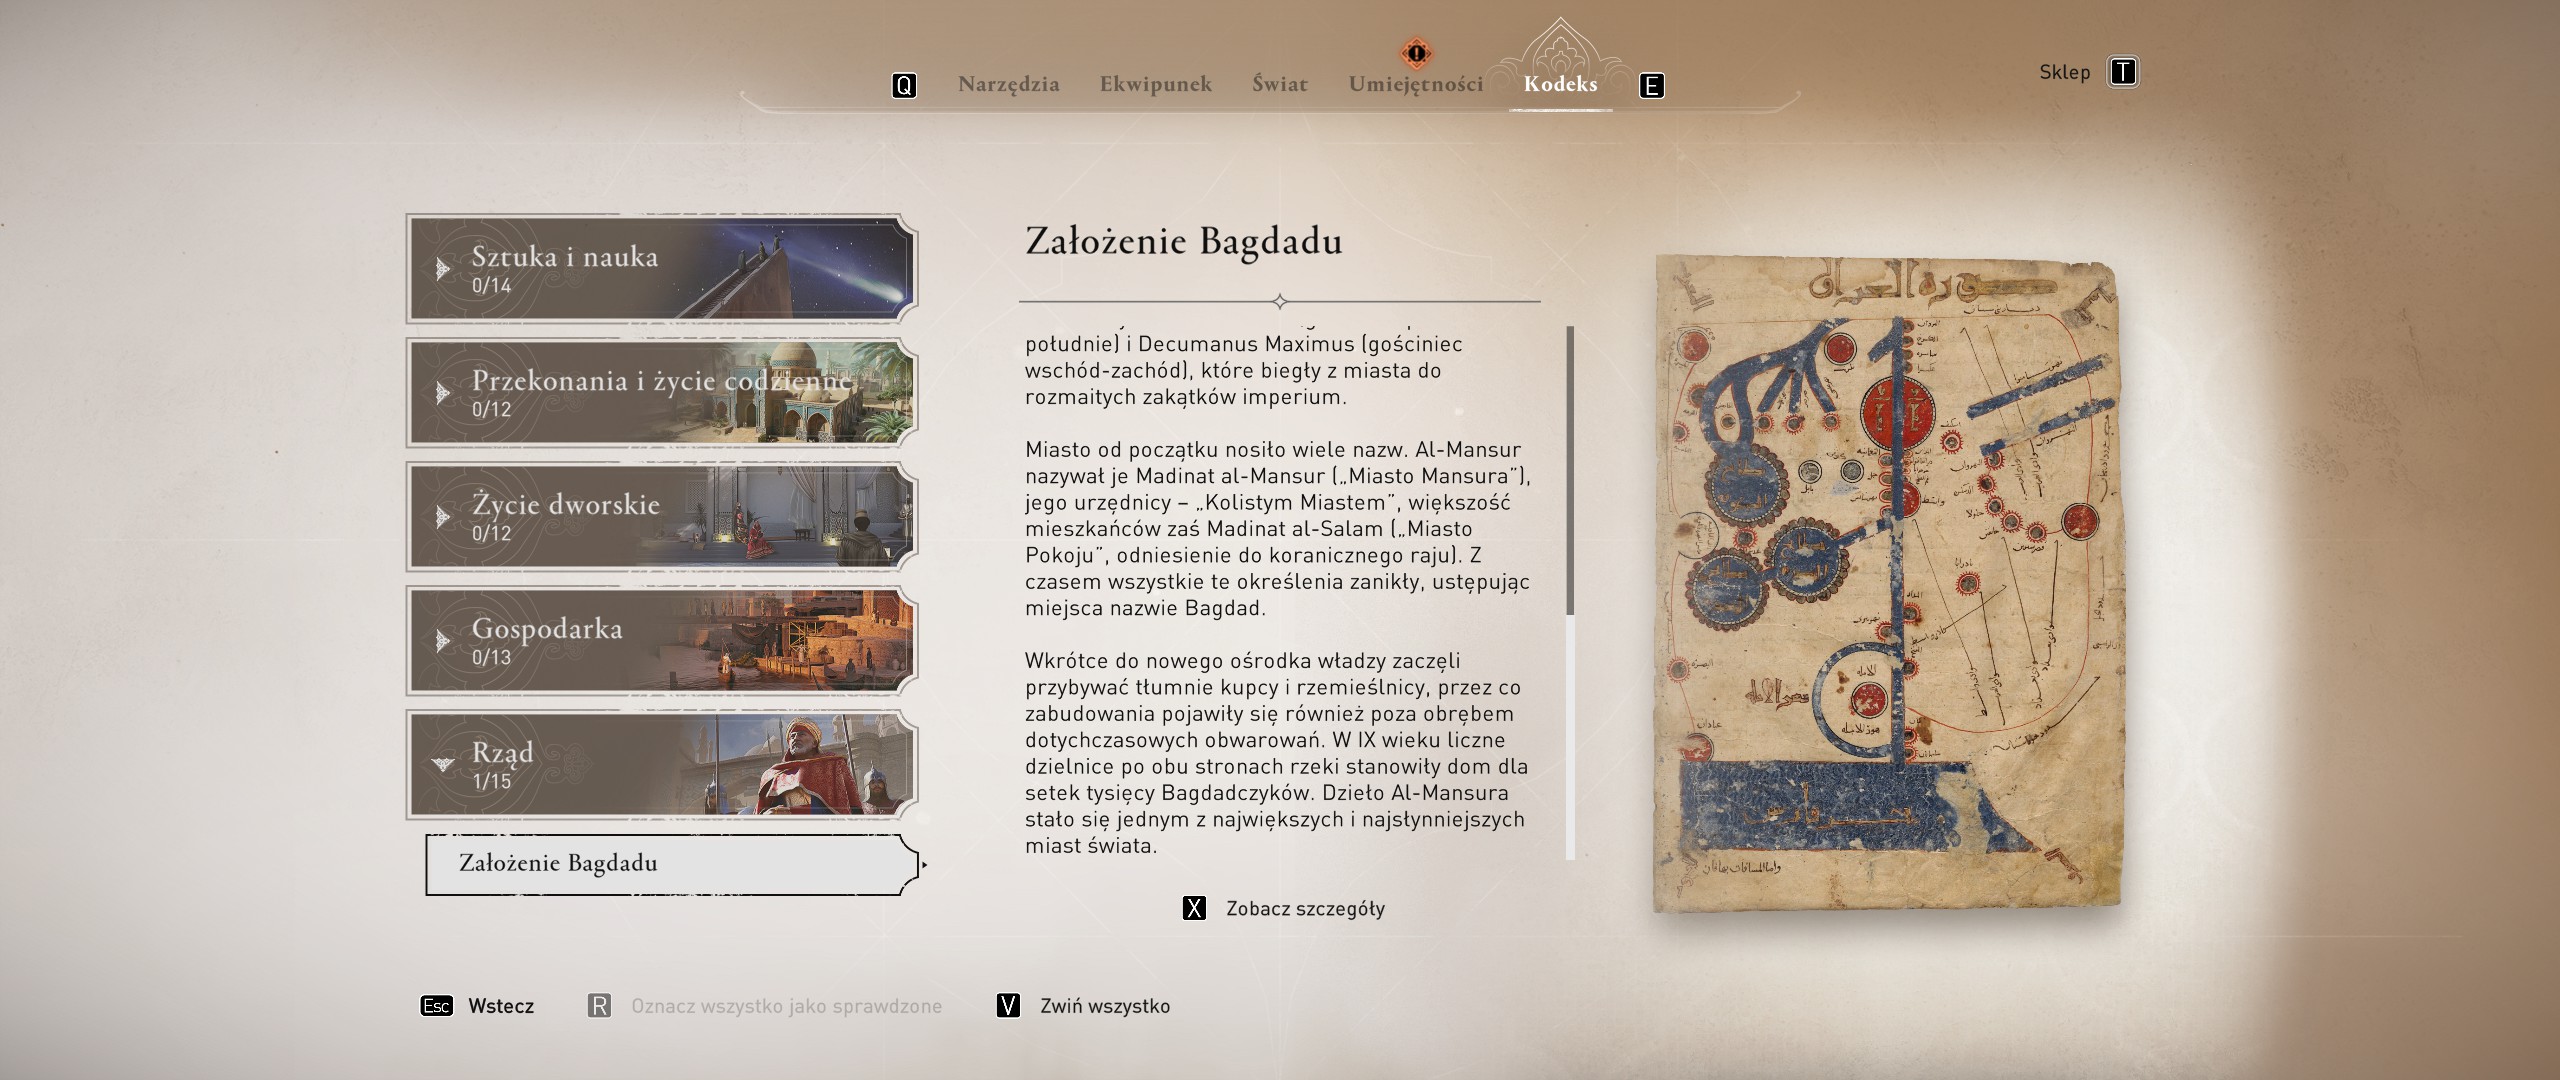 Q
Narzędzia
Ekwipunek
Świat
Umiejętności
Kodeks
E
Sklep
T
Sztuka i nauka
0/14
Przekonania i życie codzienne
0/12
Życie dworskie
0/12
Gospodarka
0/13
Rząd
1/15
Założenie Bagdadu
Założenie Bagdadu
południe) i Decumanus Maximus (gościniec
wschód-zachód), które biegły z miasta do
rozmaitych zakątków imperium.
Miasto od początku nosiło wiele nazw. Al-Mansur
nazywał je Madinat al-Mansur („Miasto Mansura”),
jego urzędnicy – „Kolistym Miastem”, większość
mieszkańców zaś Madinat al-Salam („Miasto
Pokoju”, odniesienie do koranicznego raju). Z
czasem wszystkie te określenia zanikły, ustępując
miejsca nazwie Bagdad.
Wkrótce do nowego ośrodka władzy zaczęli
przybywać tłumnie kupcy i rzemieślnicy, przez co
zabudowania pojawiły się również poza obrębem
dotychczasowych obwarowań. W IX wieku liczne
dzielnice po obu stronach rzeki stanowiły dom dla
setek tysięcy Bagdadczyków. Dzieło Al-Mansura
stało się jednym z największych i najsłynniejszych
miast świata.
X Zobacz szczegóły
صورة العراق
Esc Wstecz
R Oznacz wszystko jako sprawdzone
V Zwiń wszystko